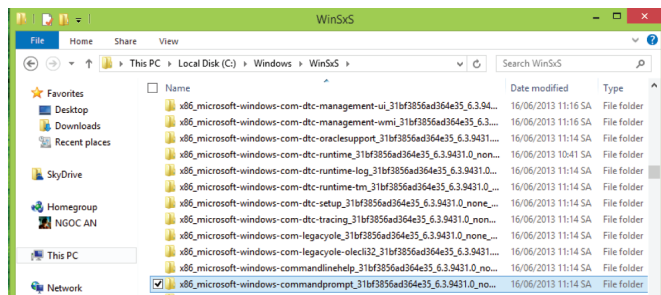 WinSxS
File Home Share View
This PC Local Disk (C:) Windows WinSxS Search WinSxS
Name Date modified Type
Favorites
Desktop
Downloads
Recent places
SkyDrive
Homegroup
NGOC AN
This PC
Network
x86_microsoft-windows-com-dtc-management-ui_31bf3856ad364e35_6.3.94... 16/06/2013 11:16 SA File folder
x86_microsoft-windows-com-dtc-management-wmi_31bf3856ad364e35_6.3... 16/06/2013 11:16 SA File folder
x86_microsoft-windows-com-dtc-oraclesupport_31bf3856ad364e35_6.3.9431.... 16/06/2013 11:14 SA File folder
x86_microsoft-windows-com-dtc-runtime_31bf3856ad364e35_6.3.9431.0_non... 16/06/2013 10:41 SA File folder
x86_microsoft-windows-com-dtc-runtime-log_31bf3856ad364e35_6.3.9431.0_... 16/06/2013 11:14 SA File folder
x86_microsoft-windows-com-dtc-runtime-tm_31bf3856ad364e35_6.3.9431.0_... 16/06/2013 11:14 SA File folder
x86_microsoft-windows-com-dtc-setup_31bf3856ad364e35_6.3.9431.0_none_... 16/06/2013 11:14 SA File folder
x86_microsoft-windows-com-dtc-tracing_31bf3856ad364e35_6.3.9431.0_non... 16/06/2013 11:14 SA File folder
x86_microsoft-windows-com-legacyole_31bf3856ad364e35_6.3.9431.0_none_... 16/06/2013 11:14 SA File folder
x86_microsoft-windows-com-legacyole-olecli32_31bf3856ad364e35_6.3.9431.... 16/06/2013 11:14 SA File folder
x86_microsoft-windows-commandlinehelp_31bf3856ad364e35_6.3.9431.0_no... 16/06/2013 11:14 SA File folder
x86_microsoft-windows-commandprompt_31bf3856ad364e35_6.3.9431.0_no... 16/06/2013 11:14 SA File folder